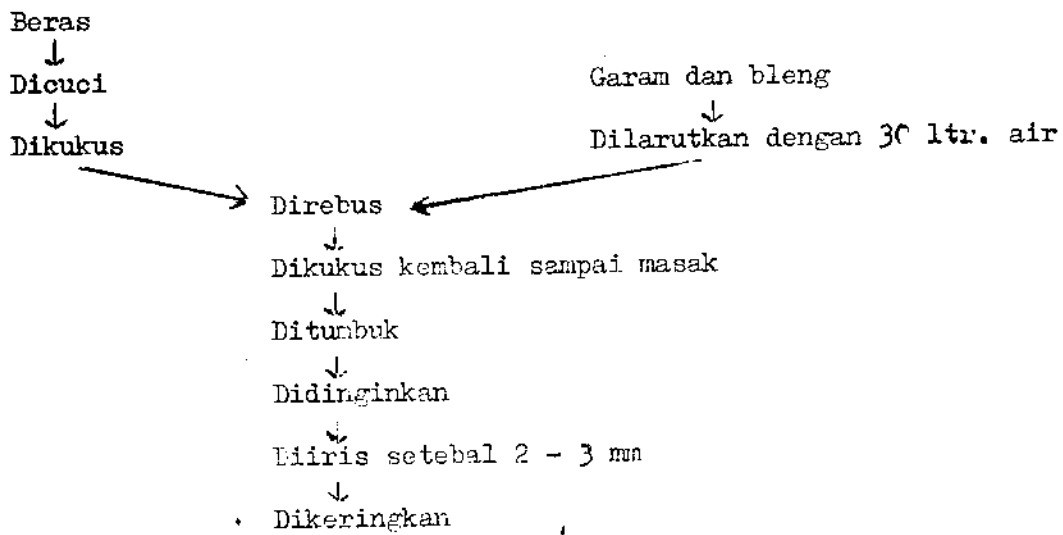 Beras
Dicuci
Dikukus
Garam dan bleng
Dilarutkan dengan 30 ltr. air
Direbus
Dikukus kembali sampai masak
Ditumbuk
Didinginkan
Diiris setebal 2 - 3 mm
Dikeringkan